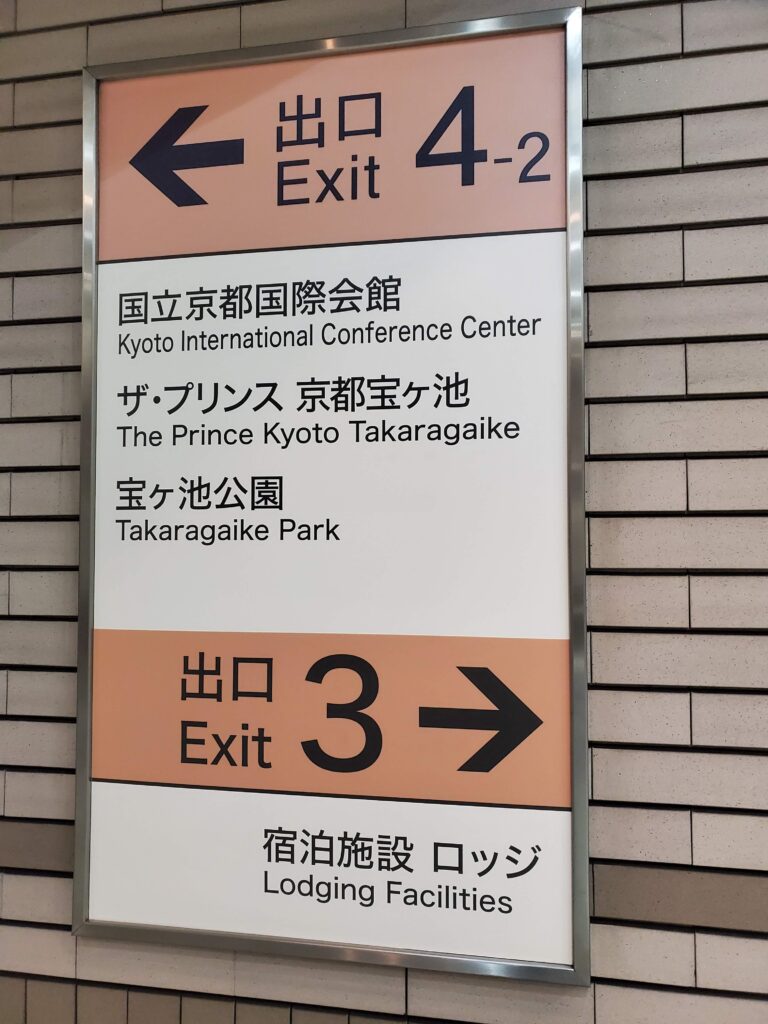 ← 出口 4-2
Exit
国立京都国際会館
Kyoto International Conference Center
ザ・プリンス 京都宝ヶ池
The Prince Kyoto Takaragaike
宝ヶ池公園
Takaragaike Park
出口 3 →
Exit
宿泊施設 ロッジ
Lodging Facilities